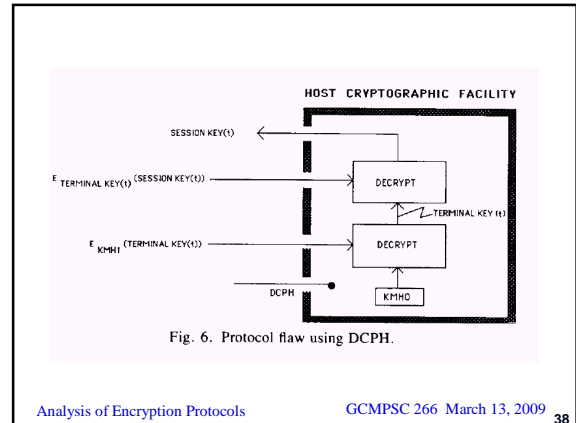 HOST CRYPTOGRAPHIC FACILITY
SESSION KEY(t)
E TERMINAL KEY(t) (SESSION KEY(t))
DECRYPT
TERMINAL KEY (t)
E KMH1 (TERMINAL KEY(t))
DECRYPT
DCPH
KMHO
Fig. 6. Protocol flaw using DCPH.
Analysis of Encryption Protocols
GCMPSC 266 March 13, 2009
38